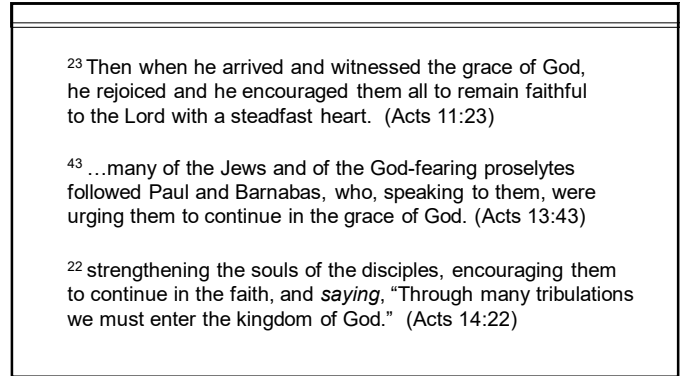 23 Then when he arrived and witnessed the grace of God,
he rejoiced and he encouraged them all to remain faithful
to the Lord with a steadfast heart. (Acts 11:23)
43 …many of the Jews and of the God-fearing proselytes
followed Paul and Barnabas, who, speaking to them, were
urging them to continue in the grace of God. (Acts 13:43)
22 strengthening the souls of the disciples, encouraging them
to continue in the faith, and saying, “Through many tribulations
we must enter the kingdom of God.” (Acts 14:22)